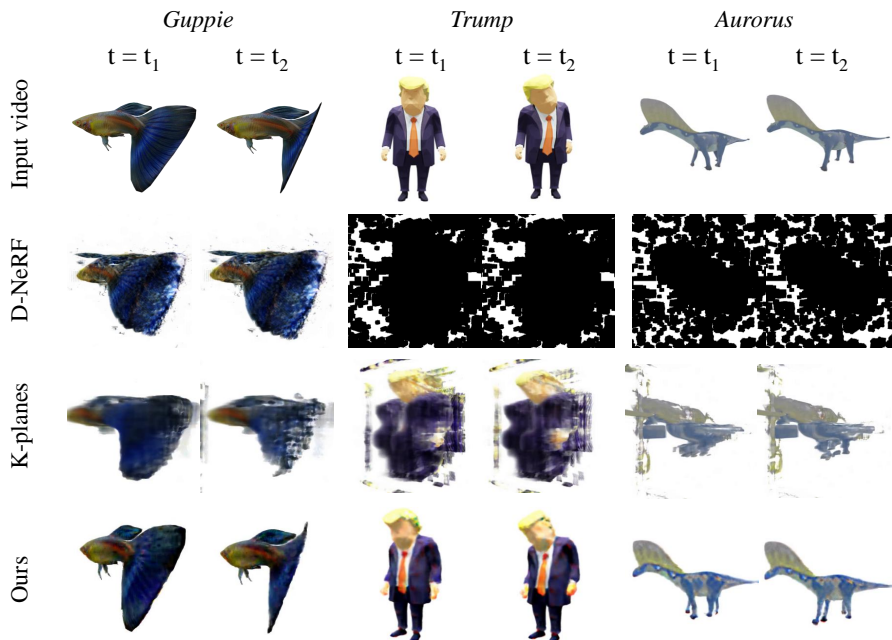 Guppie Trump Aurorus
t = t₁ t = t₂ t = t₁ t = t₂ t = t₁ t = t₂
Input video
D-NeRF
K-planes
Ours